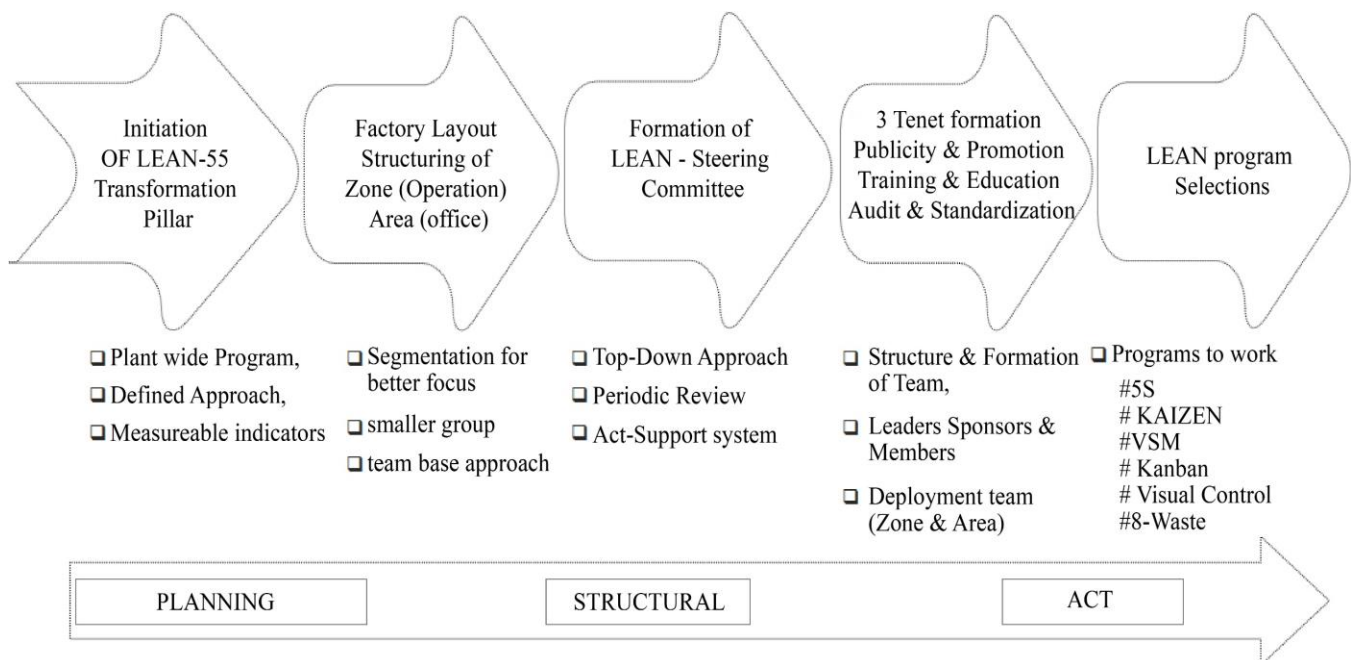 Initiation
OF LEAN-55
Transformation
Pillar
Factory Layout
Structuring of
Zone (Operation)
Area (office)
Formation of
LEAN - Steering
Committee
3 Tenet formation
Publicity & Promotion
Training & Education
Audit & Standardization
LEAN program
Selections
❑ Plant wide Program,
❑ Defined Approach,
❑ Measureable indicators
❑ Segmentation for
better focus
❑ smaller group
❑ team base approach
❑ Top-Down Approach
❑ Periodic Review
❑ Act-Support system
❑ Structure & Formation
of Team,
❑ Leaders Sponsors &
Members
❑ Deployment team
(Zone & Area)
❑ Programs to work
#5S
# KAIZEN
#VSM
# Kanban
# Visual Control
#8-Waste
PLANNING
STRUCTURAL
ACT